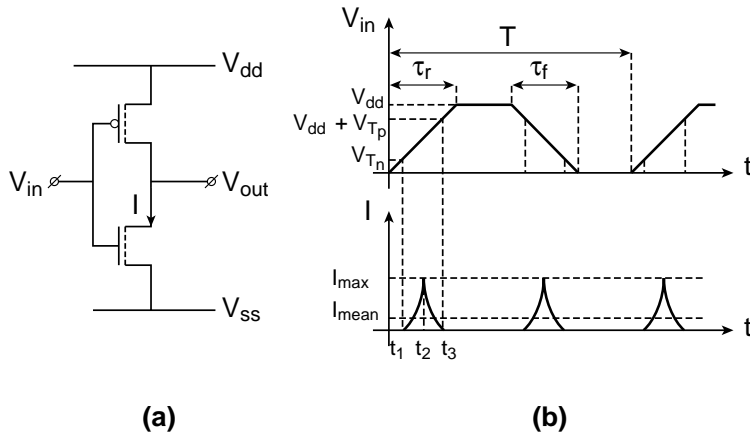 V_dd
V_in
V_out
I
V_ss
(a)
V_in
T
τ_r
τ_f
V_dd
V_dd + V_Tp
V_Tn
t
I
I_max
I_mean
t_1 t_2 t_3
t
(b)